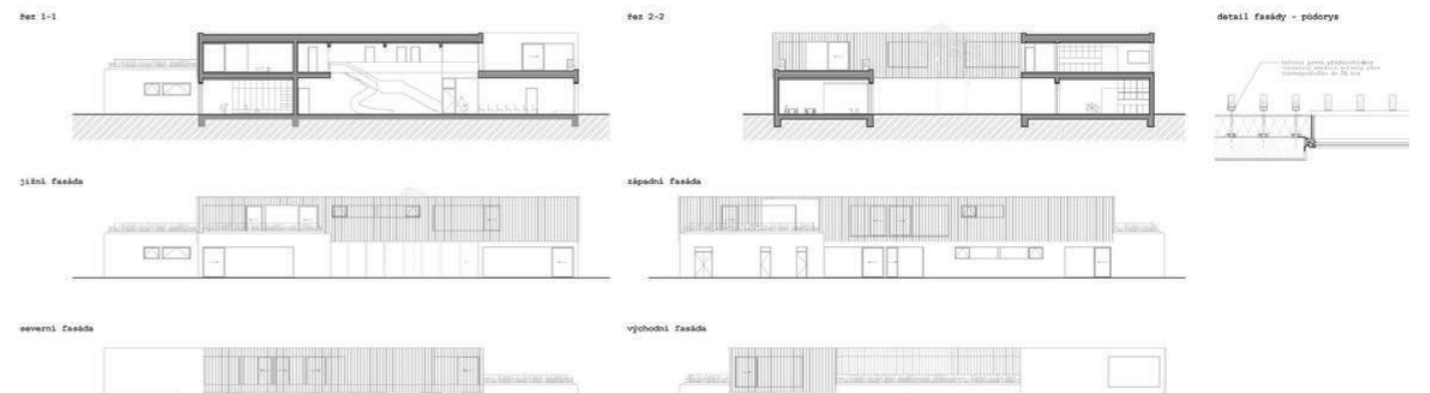 řez 1-1
řez 2-2
detail fasády - půdorys
jižní fasáda
západní fasáda
severní fasáda
východní fasáda